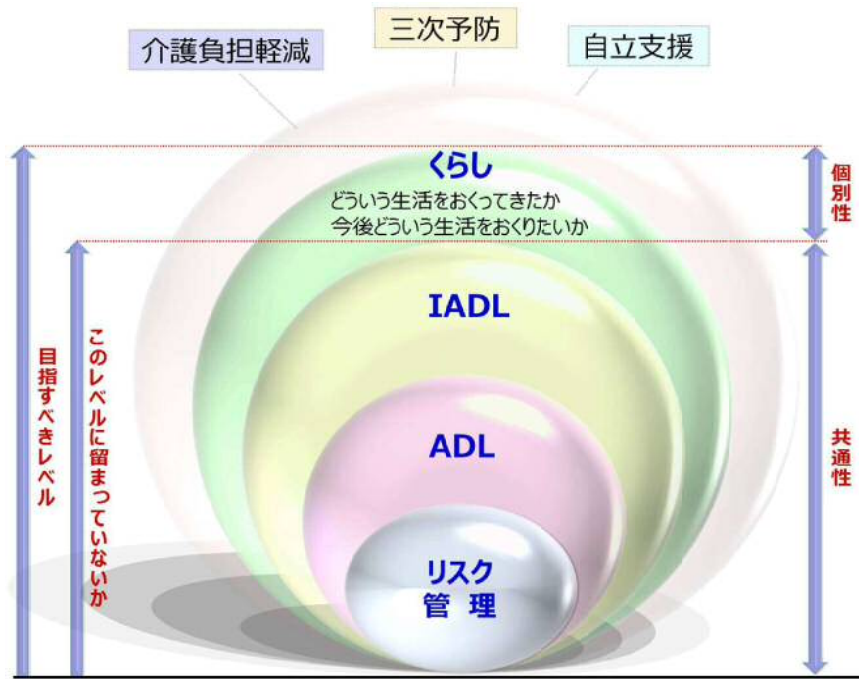 三次予防
介護負担軽減
自立支援
くらし
どういう生活をおくってきたか
今後どういう生活をおくりたいか
個別性
IADL
目指すべきレベル
このレベルに留まっていないか
ADL
共通性
リスク
管理